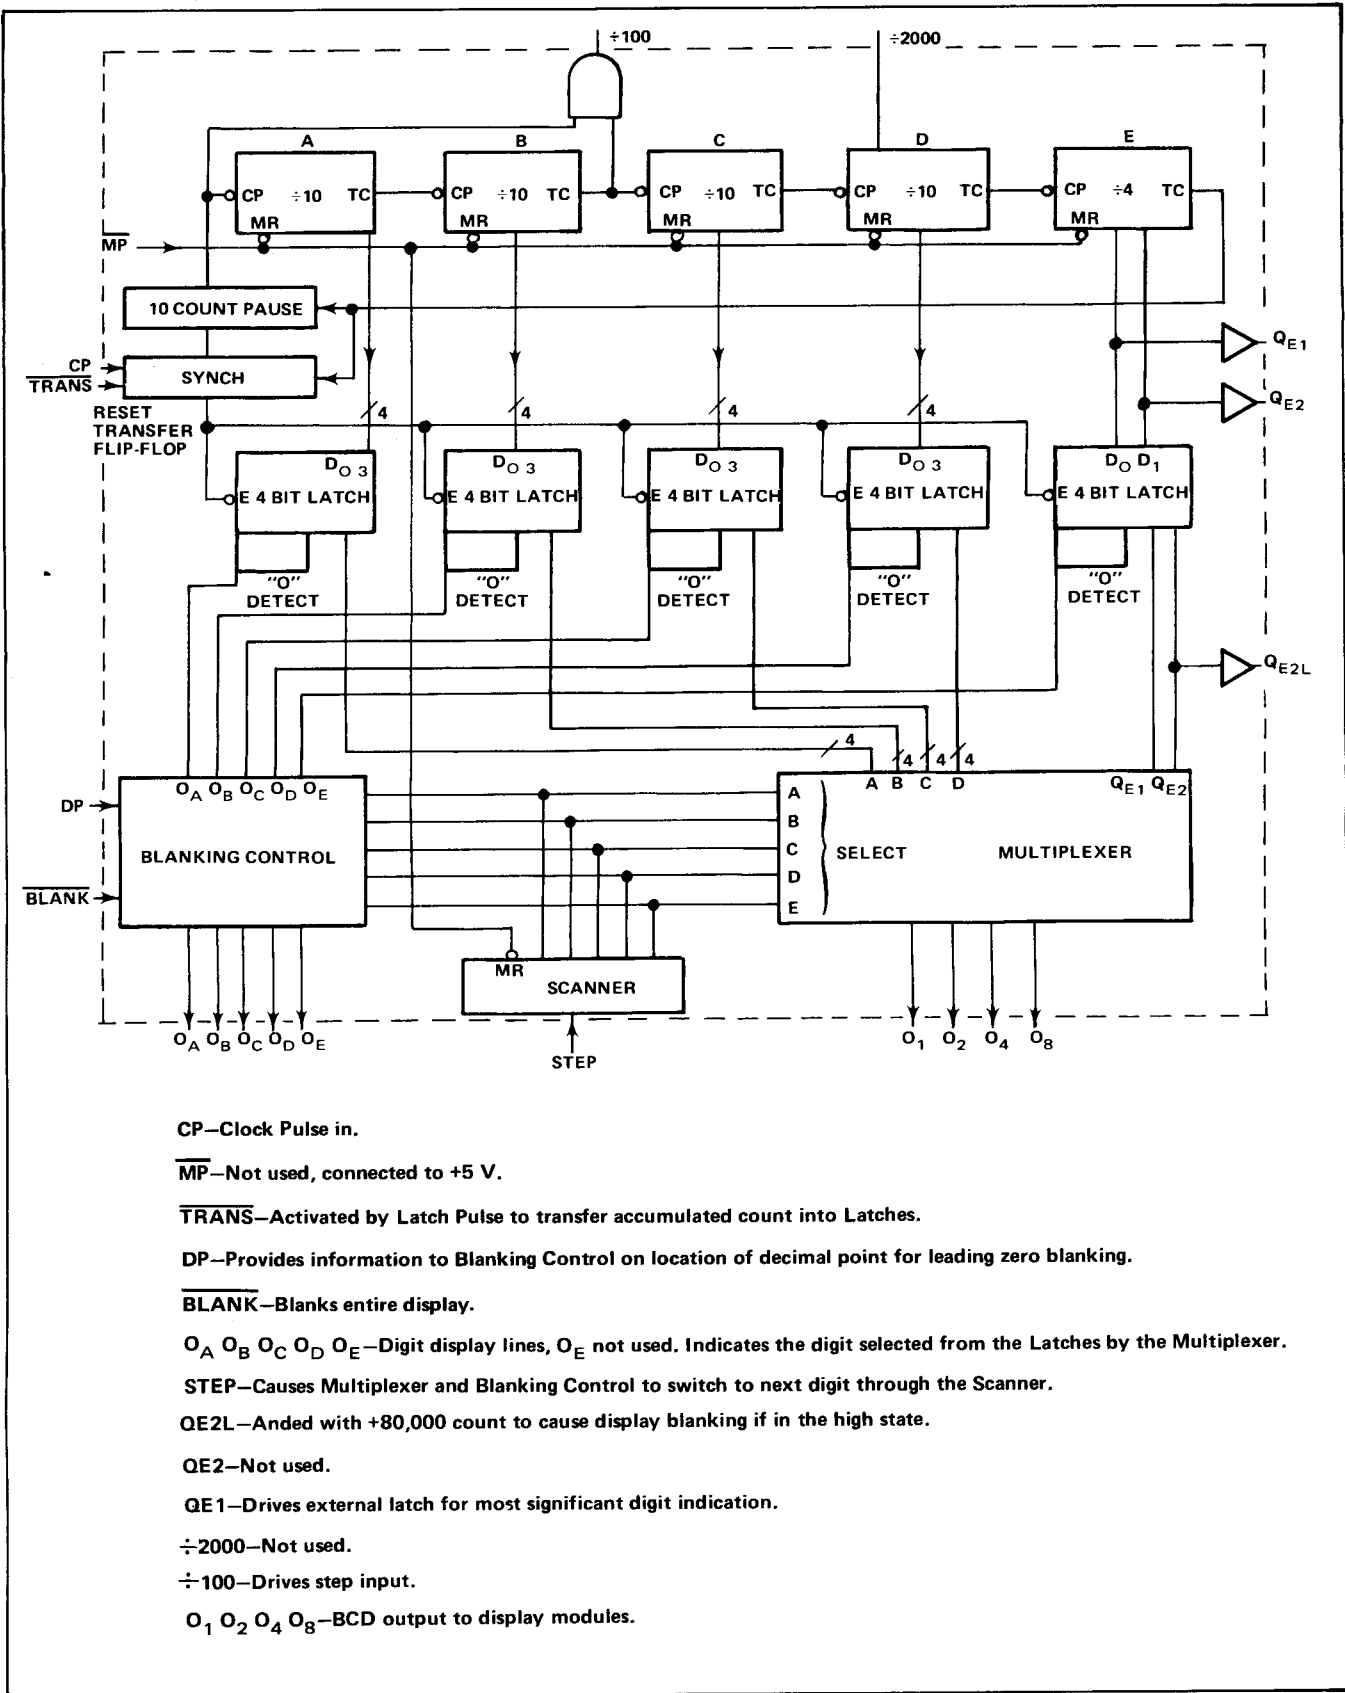 ÷100
÷2000
A
B
C
D
E
CP ÷10 TC
MR
CP ÷10 TC
MR
CP ÷10 TC
MR
CP ÷10 TC
MR
CP ÷4 TC
MR
MP
10 COUNT PAUSE
CP
TRANS
SYNCH
QE1
QE2
RESET
TRANSFER
FLIP-FLOP
4
4
4
4
DO 3
E 4 BIT LATCH
DO 3
E 4 BIT LATCH
DO 3
E 4 BIT LATCH
DO 3
E 4 BIT LATCH
DO D1
E 4 BIT LATCH
"O"
DETECT
"O"
DETECT
"O"
DETECT
"O"
DETECT
"O"
DETECT
QE2L
4
4
4
4
DP
BLANK
OA OB OC OD OE
BLANKING CONTROL
A B C D QE1 QE2
A
B
C
D
E
SELECT
MULTIPLEXER
MR
SCANNER
STEP
OA OB OC OD OE
O1 O2 O4 O8
CP—Clock Pulse in.
MP—Not used, connected to +5 V.
TRANS—Activated by Latch Pulse to transfer accumulated count into Latches.
DP—Provides information to Blanking Control on location of decimal point for leading zero blanking.
BLANK—Blanks entire display.
OA OB OC OD OE—Digit display lines, OE not used. Indicates the digit selected from the Latches by the Multiplexer.
STEP—Causes Multiplexer and Blanking Control to switch to next digit through the Scanner.
QE2L—Anded with +80,000 count to cause display blanking if in the high state.
QE2—Not used.
QE1—Drives external latch for most significant digit indication.
÷2000—Not used.
÷100—Drives step input.
O1 O2 O4 O8—BCD output to display modules.